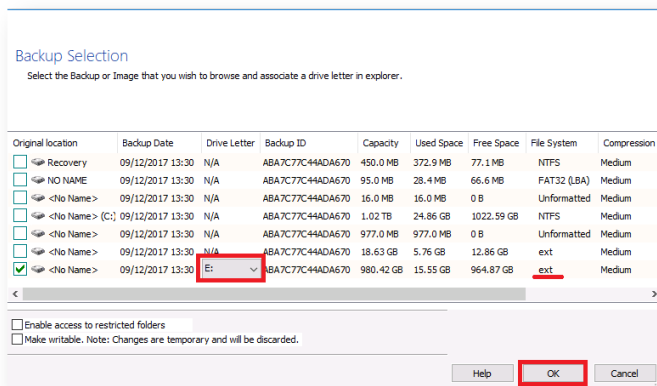 Backup Selection
Select the Backup or Image that you wish to browse and associate a drive letter in explorer.
Original location Backup Date Drive Letter Backup ID Capacity Used Space Free Space File System Compression
Recovery 09/12/2017 13:30 N/A ABA7C77C44ADA670 450.0 MB 372.9 MB 77.1 MB NTFS Medium
NO NAME 09/12/2017 13:30 N/A ABA7C77C44ADA670 95.0 MB 28.4 MB 66.6 MB FAT32 (LBA) Medium
<No Name> 09/12/2017 13:30 N/A ABA7C77C44ADA670 16.0 MB 16.0 MB 0 B Unformatted Medium
<No Name> (C:) 09/12/2017 13:30 N/A ABA7C77C44ADA670 1.02 TB 24.86 GB 1022.59 GB NTFS Medium
<No Name> 09/12/2017 13:30 N/A ABA7C77C44ADA670 977.0 MB 977.0 MB 0 B Unformatted Medium
<No Name> 09/12/2017 13:30 N/A ABA7C77C44ADA670 18.63 GB 5.76 GB 12.86 GB ext Medium
<No Name> 09/12/2017 13:30 E: ABA7C77C44ADA670 980.42 GB 15.55 GB 964.87 GB ext Medium
Enable access to restricted folders
Make writable. Note: Changes are temporary and will be discarded.
Help OK Cancel